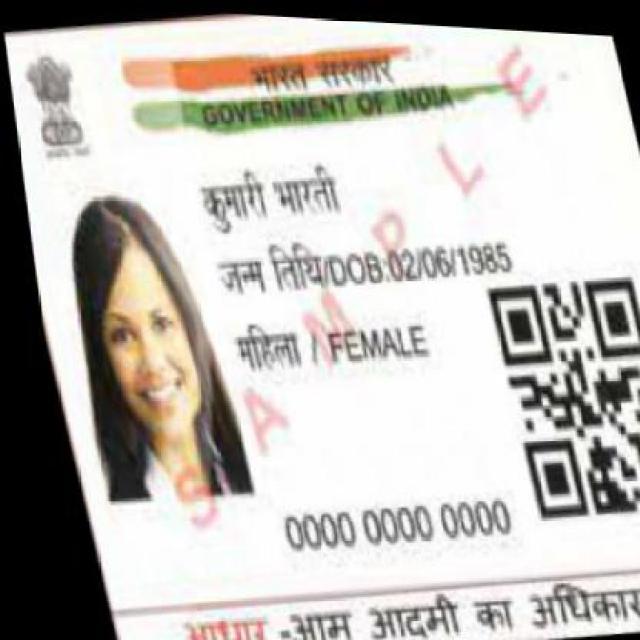 भारत सरकार
GOVERNMENT OF INDIA
कुमारी भारती
जन्म तिथि/DOB:02/06/1985
महिला / FEMALE
SAMPLE
0000 0000 0000
आधार -आम आदमी का अधिकार